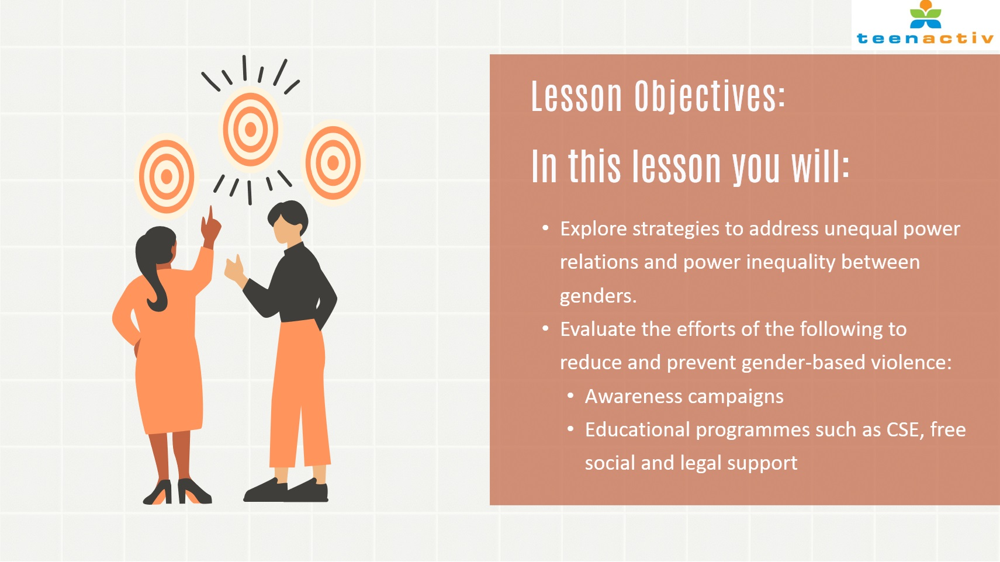 teenactiv
Lesson Objectives:
In this lesson you will:
• Explore strategies to address unequal power
relations and power inequality between
genders.
• Evaluate the efforts of the following to
reduce and prevent gender-based violence:
• Awareness campaigns
• Educational programmes such as CSE, free
social and legal support